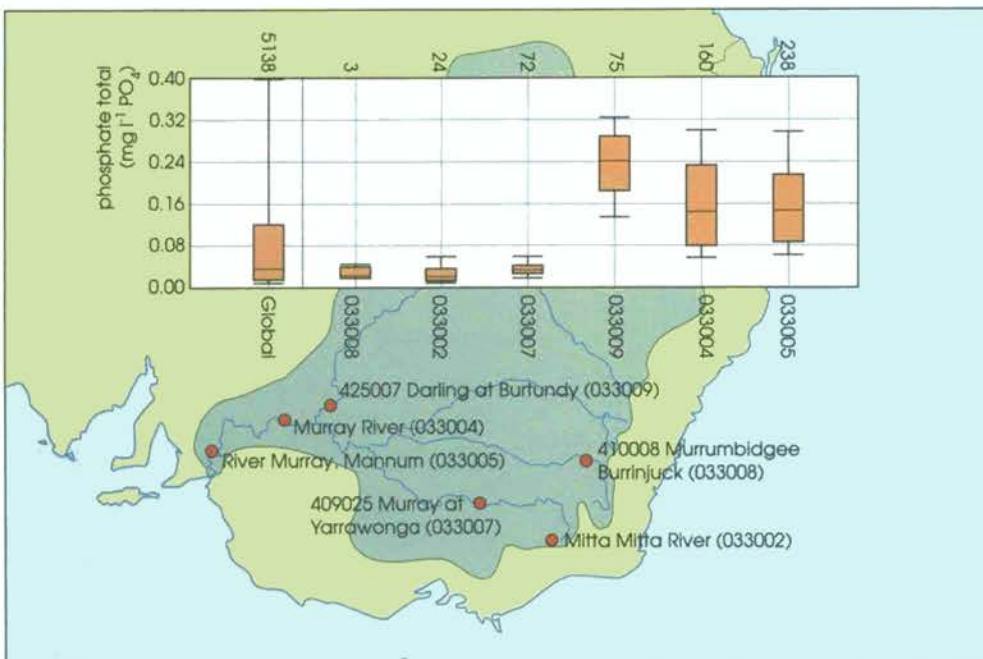 5138
3
24
72
75
160
238
phosphate total
(mg l⁻¹ PO₄)
0.40
0.32
0.24
0.16
0.08
0.00
Global
033008
033002
033007
033009
033004
033005
425007 Darling at Burtundy (033009)
Murray River (033004)
River Murray, Mannum (033005)
410008 Murrumbidgee
Burrinjuck (033008)
409025 Murray at
Yarrawonga (033007)
Mitta Mitta River (033002)